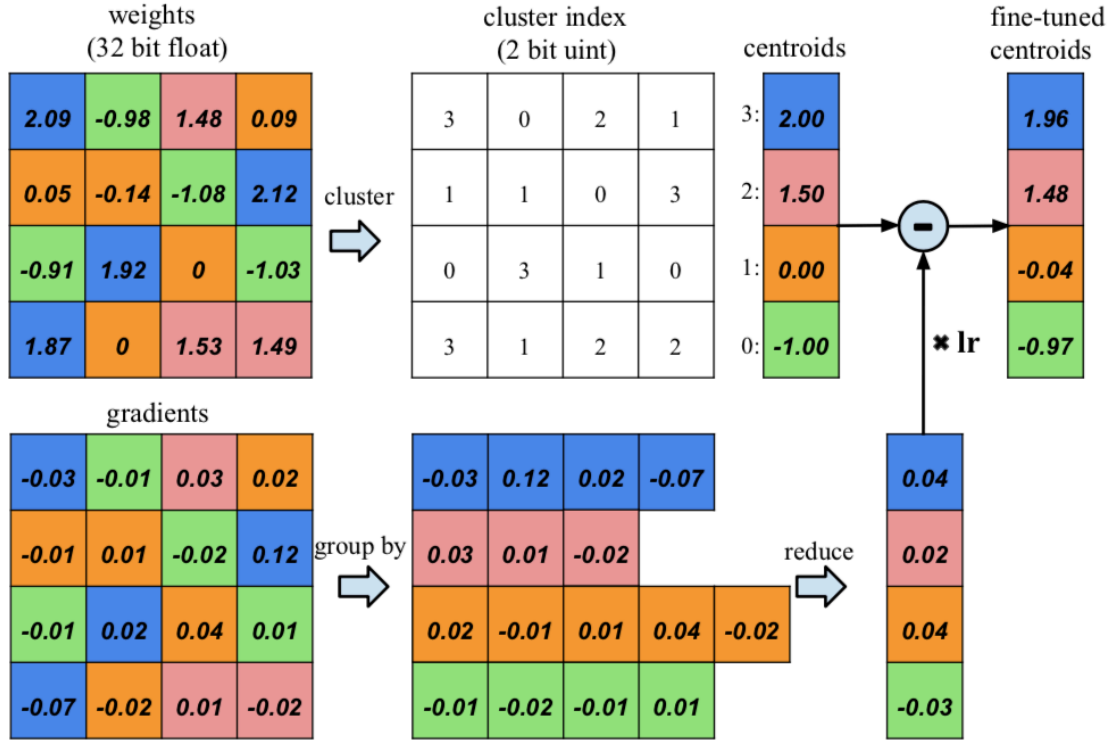 weights
(32 bit float)
cluster index
(2 bit uint)
centroids
fine-tuned
centroids
2.09 -0.98 1.48 0.09
0.05 -0.14 -1.08 2.12
-0.91 1.92 0 -1.03
1.87 0 1.53 1.49
cluster
3 0 2 1
1 1 0 3
0 3 1 0
3 1 2 2
3: 2.00
2: 1.50
1: 0.00
0: -1.00
-
× lr
1.96
1.48
-0.04
-0.97
gradients
-0.03 -0.01 0.03 0.02
-0.01 0.01 -0.02 0.12
-0.01 0.02 0.04 0.01
-0.07 -0.02 0.01 -0.02
group by
-0.03 0.12 0.02 -0.07
0.03 0.01 -0.02
0.02 -0.01 0.01 0.04 -0.02
-0.01 -0.02 -0.01 0.01
reduce
0.04
0.02
0.04
-0.03